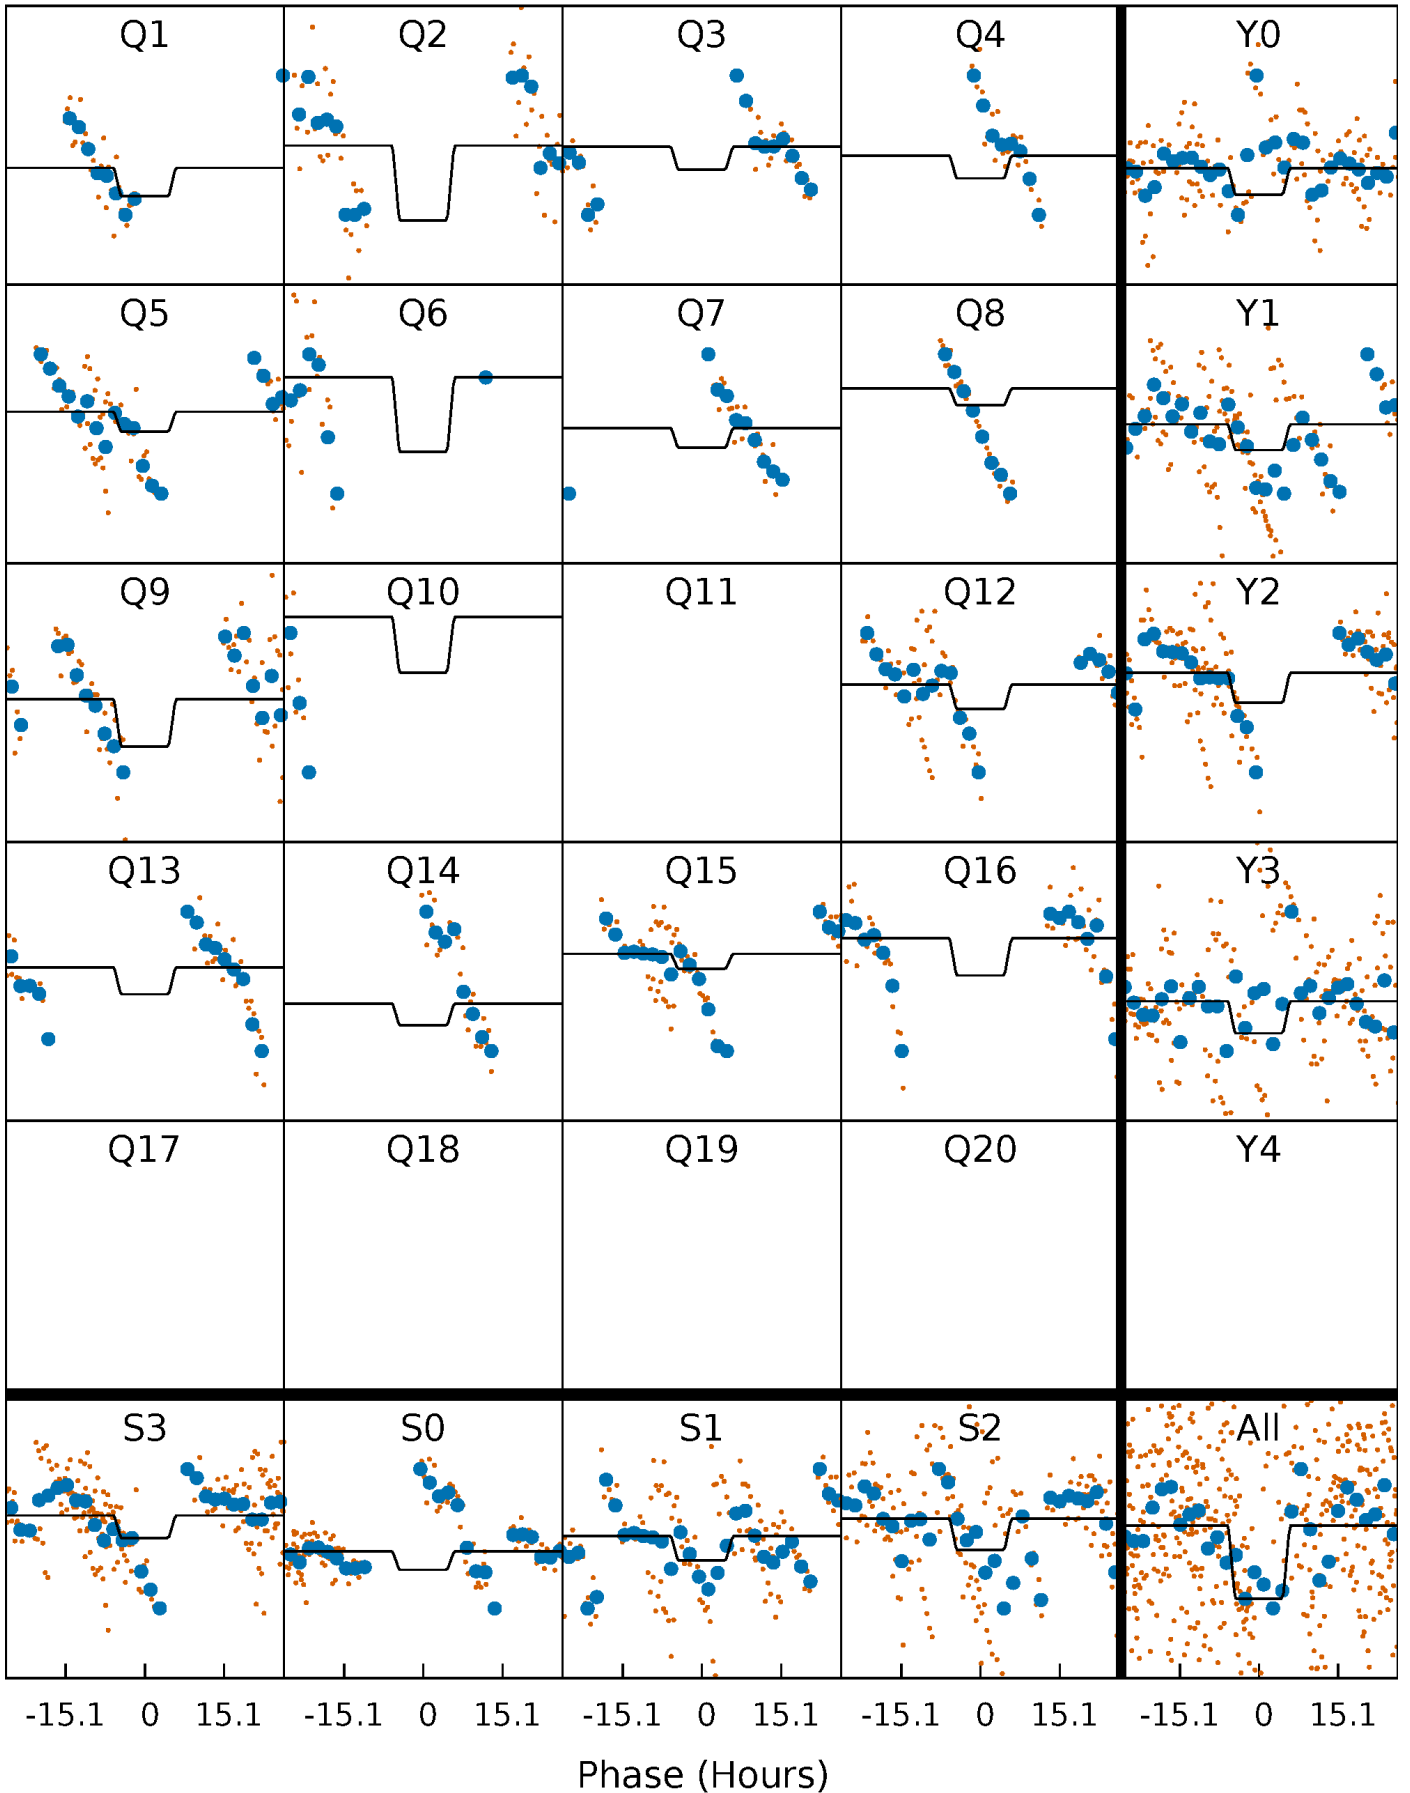 Q1 Q2 Q3 Q4 Y0
Q5 Q6 Q7 Q8 Y1
Q9 Q10 Q11 Q12 Y2
Q13 Q14 Q15 Q16 Y3
Q17 Q18 Q19 Q20 Y4
S3 S0 S1 S2 All
-15.1 0 15.1 -15.1 0 15.1 -15.1 0 15.1 -15.1 0 15.1 -15.1 0 15.1
Phase (Hours)